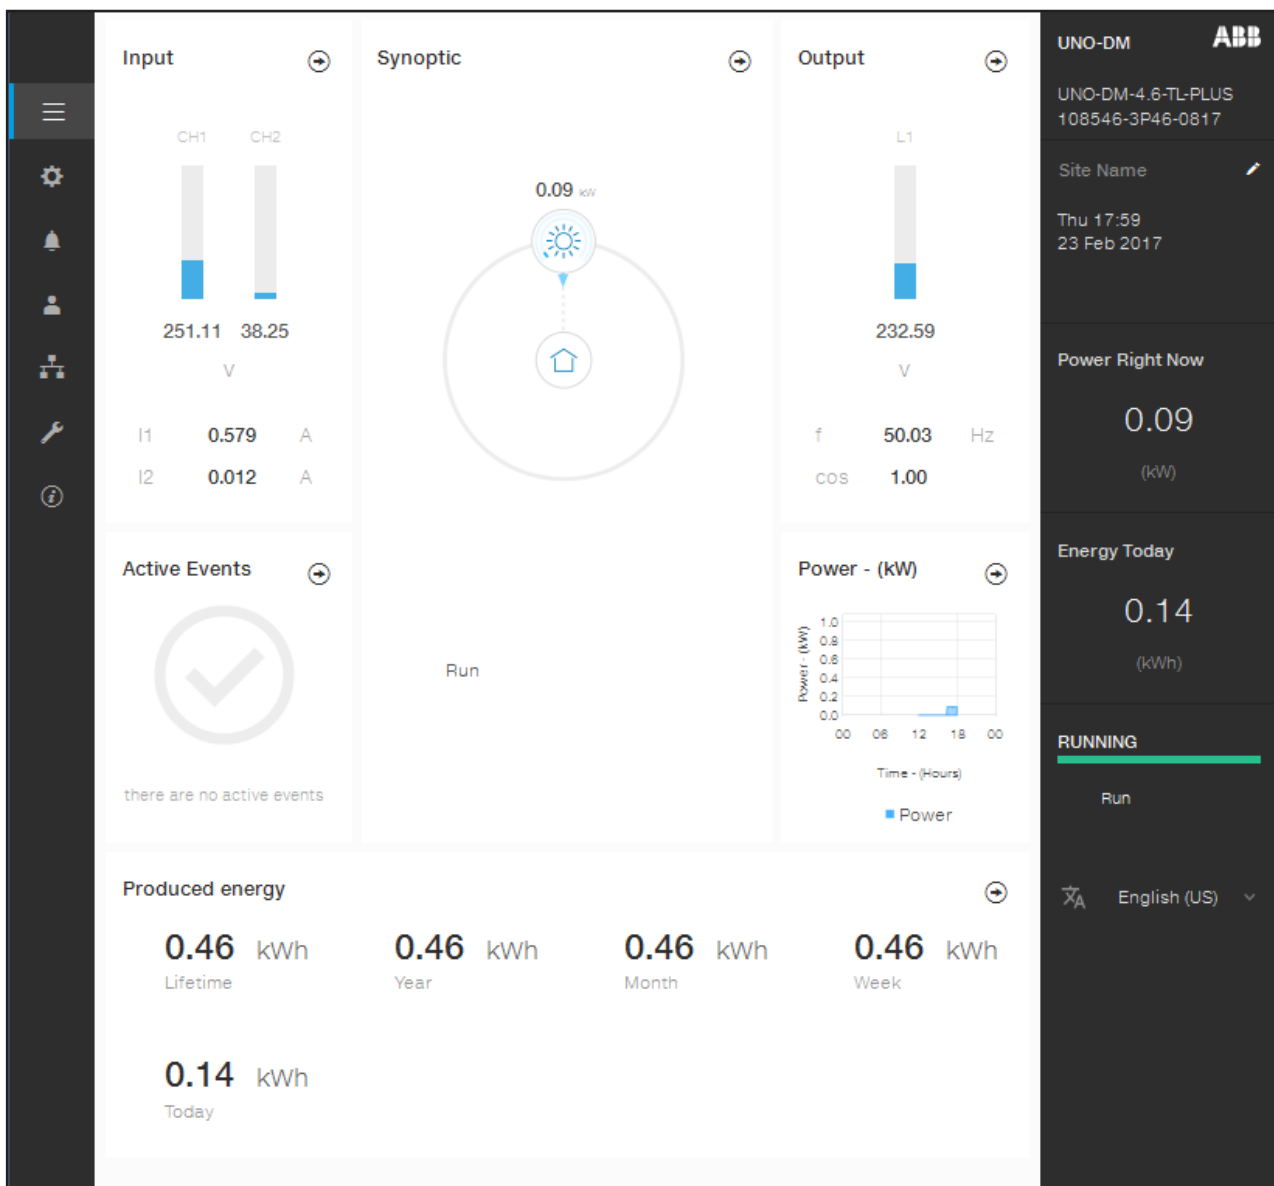 Input
CH1 CH2
251.11 38.25
V
I1 0.579 A
I2 0.012 A
Synoptic
0.09 kW
Run
Output
L1
232.59
V
f 50.03 Hz
cos 1.00
Active Events
there are no active events
Power - (kW)
Power - (kW)
1.0
0.8
0.6
0.4
0.2
0.0
00 06 12 18 00
Time - (Hours)
Power
Produced energy
0.46 kWh 0.46 kWh 0.46 kWh 0.46 kWh
Lifetime Year Month Week
0.14 kWh
Today
UNO-DM ABB
UNO-DM-4.6-TL-PLUS
108546-3P46-0817
Site Name
Thu 17:59
23 Feb 2017
Power Right Now
0.09
(kW)
Energy Today
0.14
(kWh)
RUNNING
Run
English (US)